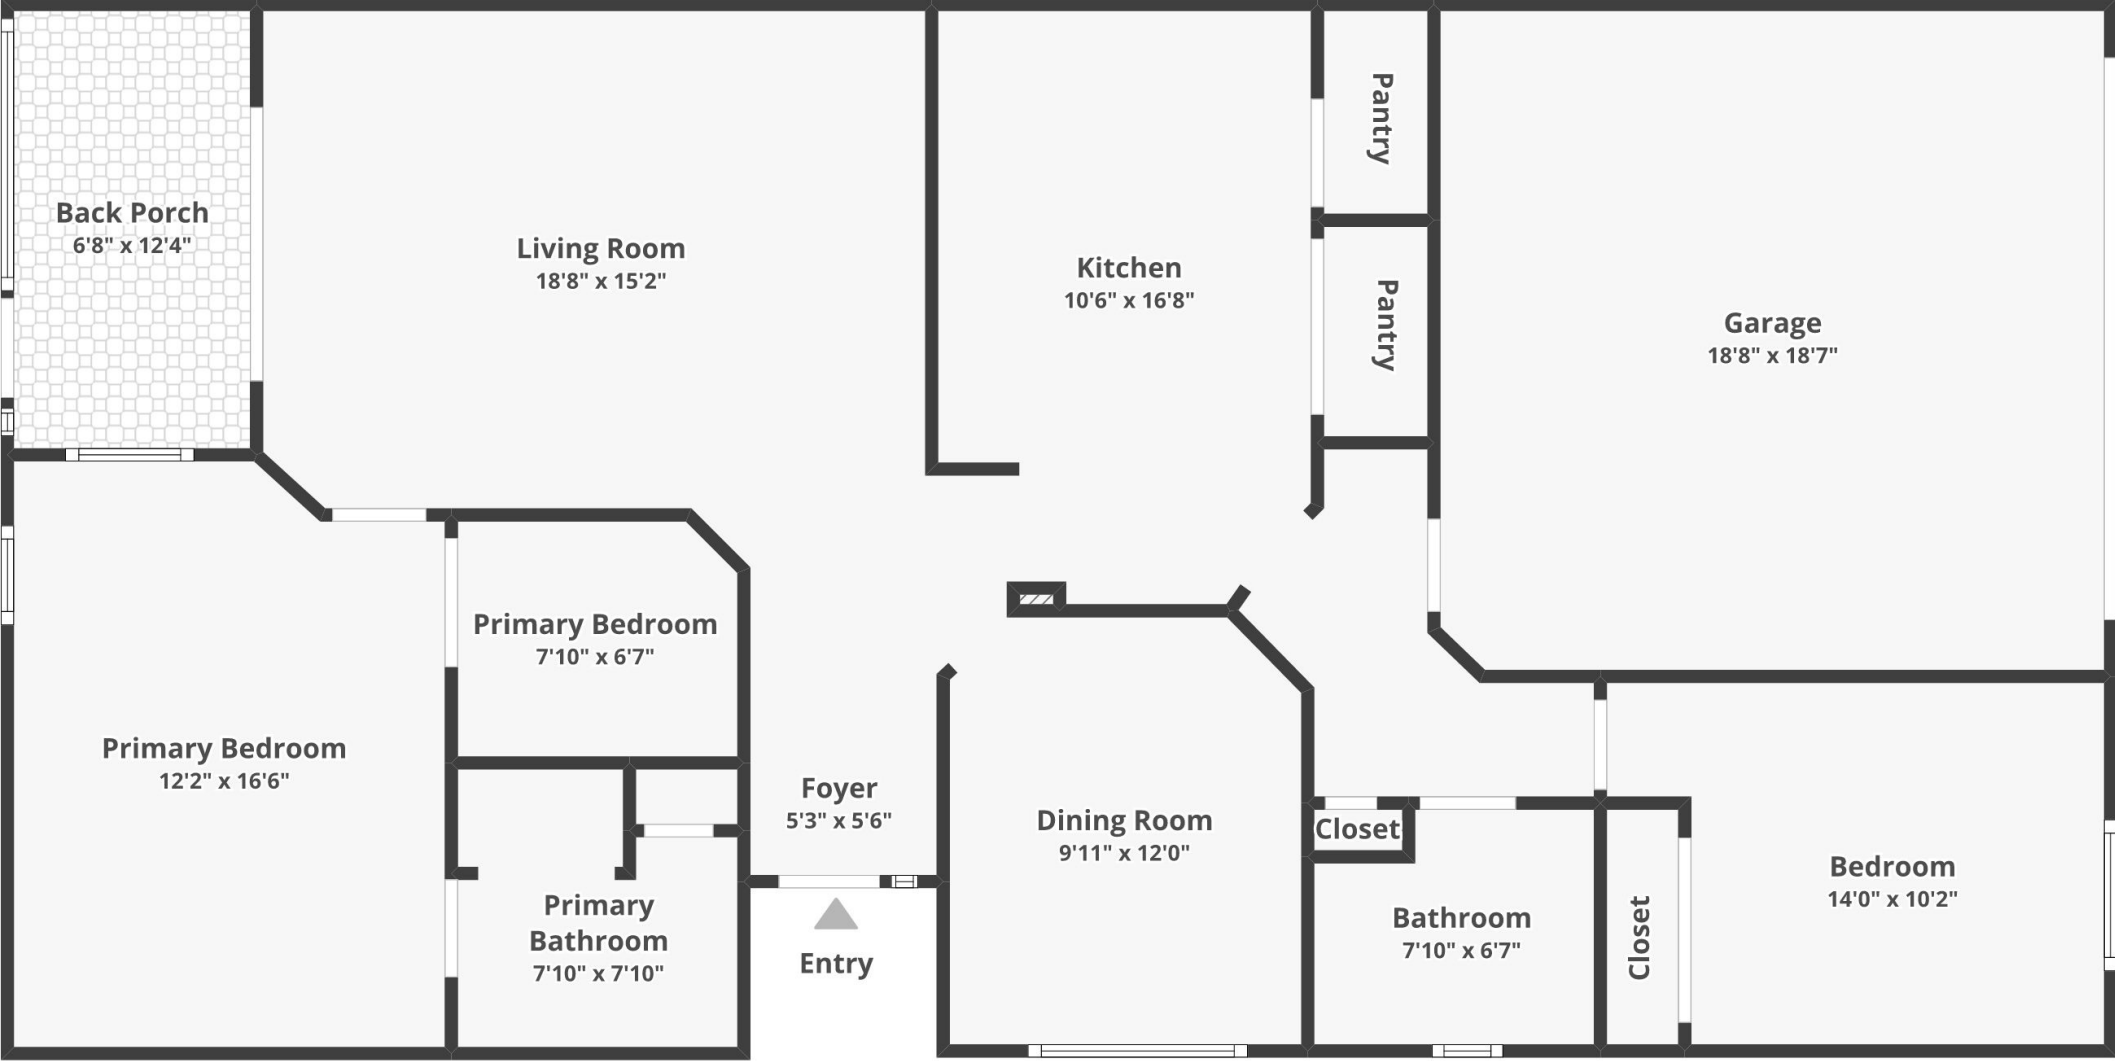 Back Porch
6'8" x 12'4"
Living Room
18'8" x 15'2"
Kitchen
10'6" x 16'8"
Pantry
Pantry
Garage
18'8" x 18'7"
Primary Bedroom
7'10" x 6'7"
Primary Bedroom
12'2" x 16'6"
Foyer
5'3" x 5'6"
Dining Room
9'11" x 12'0"
Closet
Primary
Bathroom
7'10" x 7'10"
Entry
Bathroom
7'10" x 6'7"
Closet
Bedroom
14'0" x 10'2"